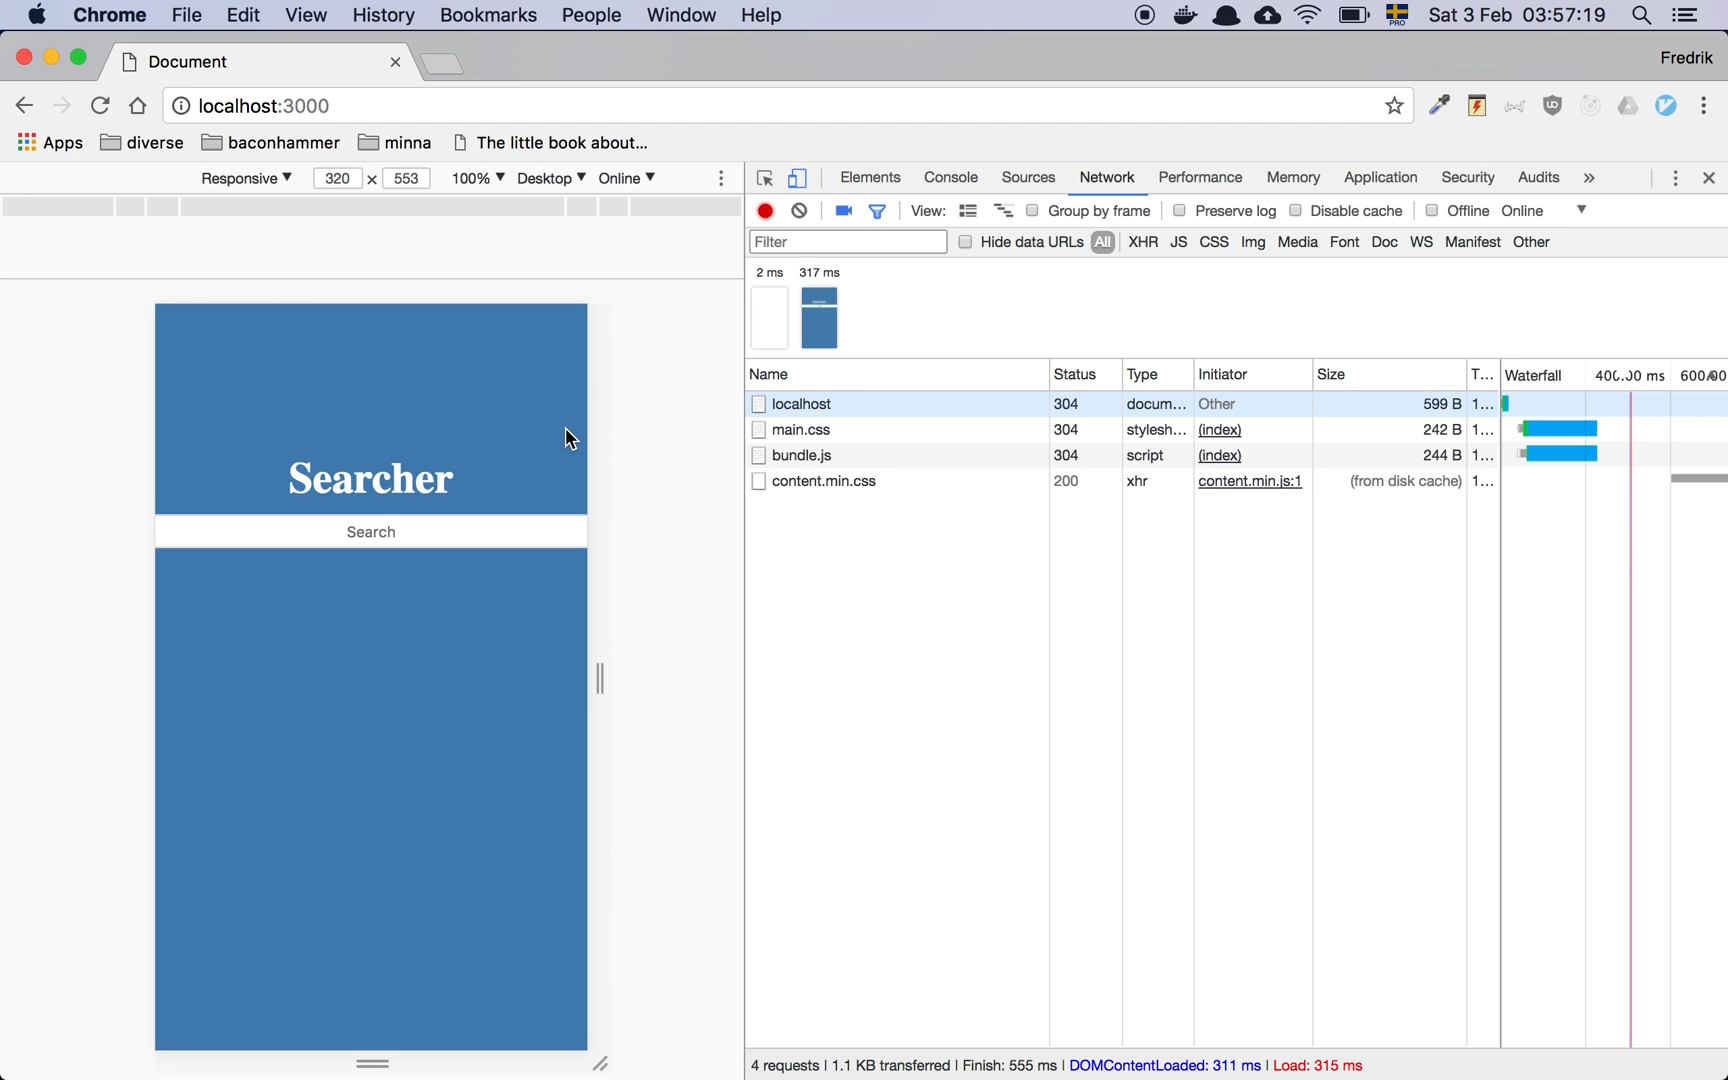 Chrome File Edit View History Bookmarks People Window Help PRO Sat 3 Feb 03:57:19
Document Fredrik
localhost:3000
Apps diverse baconhammer minna The little book about...
Responsive 320 x 553 100% Desktop Online
Elements Console Sources Network Performance Memory Application Security Audits »
View: Group by frame Preserve log Disable cache Offline Online
Filter Hide data URLs All XHR JS CSS Img Media Font Doc WS Manifest Other
2 ms 317 ms
Name Status Type Initiator Size T... Waterfall
localhost 304 docum... Other 599 B 1...
main.css 304 stylesh... (index) 242 B 1...
bundle.js 304 script (index) 244 B 1...
content.min.css 200 xhr content.min.js:1 (from disk cache) 1...
Searcher
Search
4 requests | 1.1 KB transferred | Finish: 555 ms | DOMContentLoaded: 311 ms | Load: 315 ms